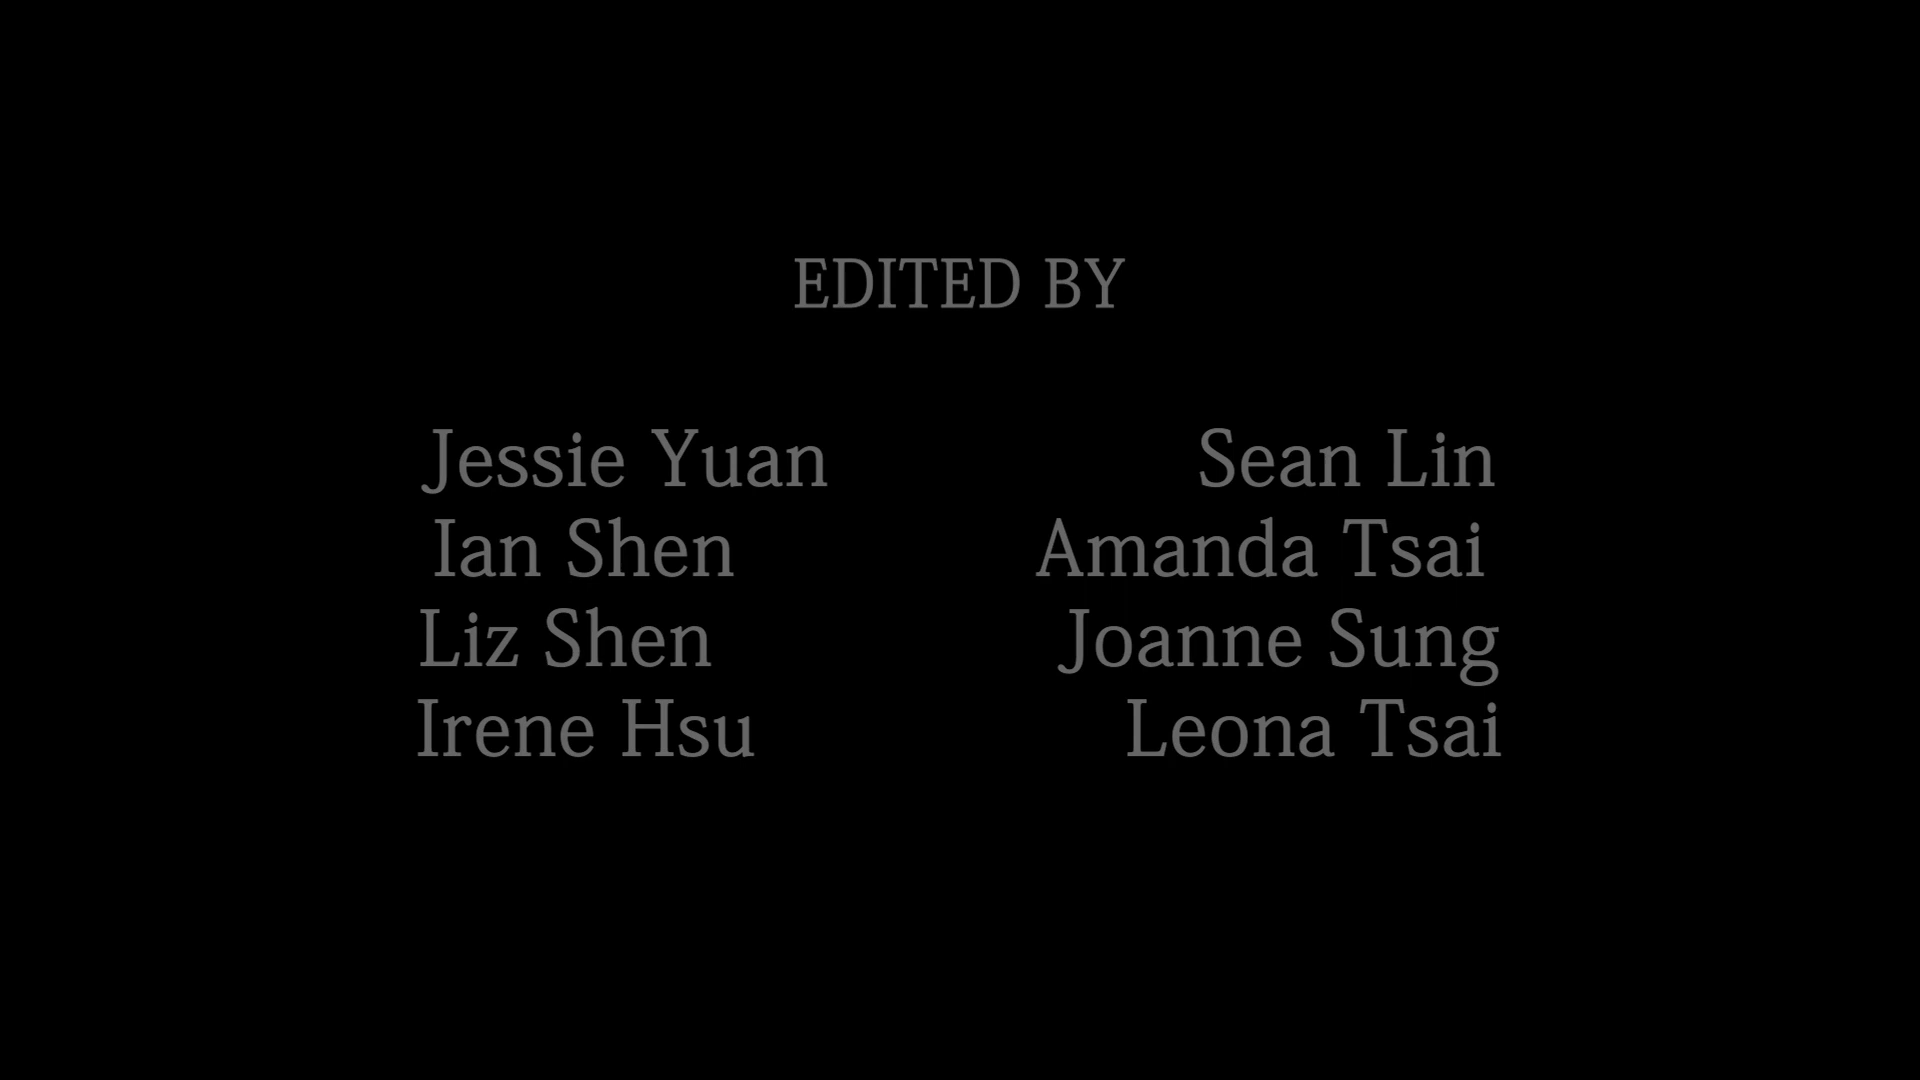 EDITED BY
Jessie Yuan Sean Lin
Ian Shen Amanda Tsai
Liz Shen Joanne Sung
Irene Hsu Leona Tsai